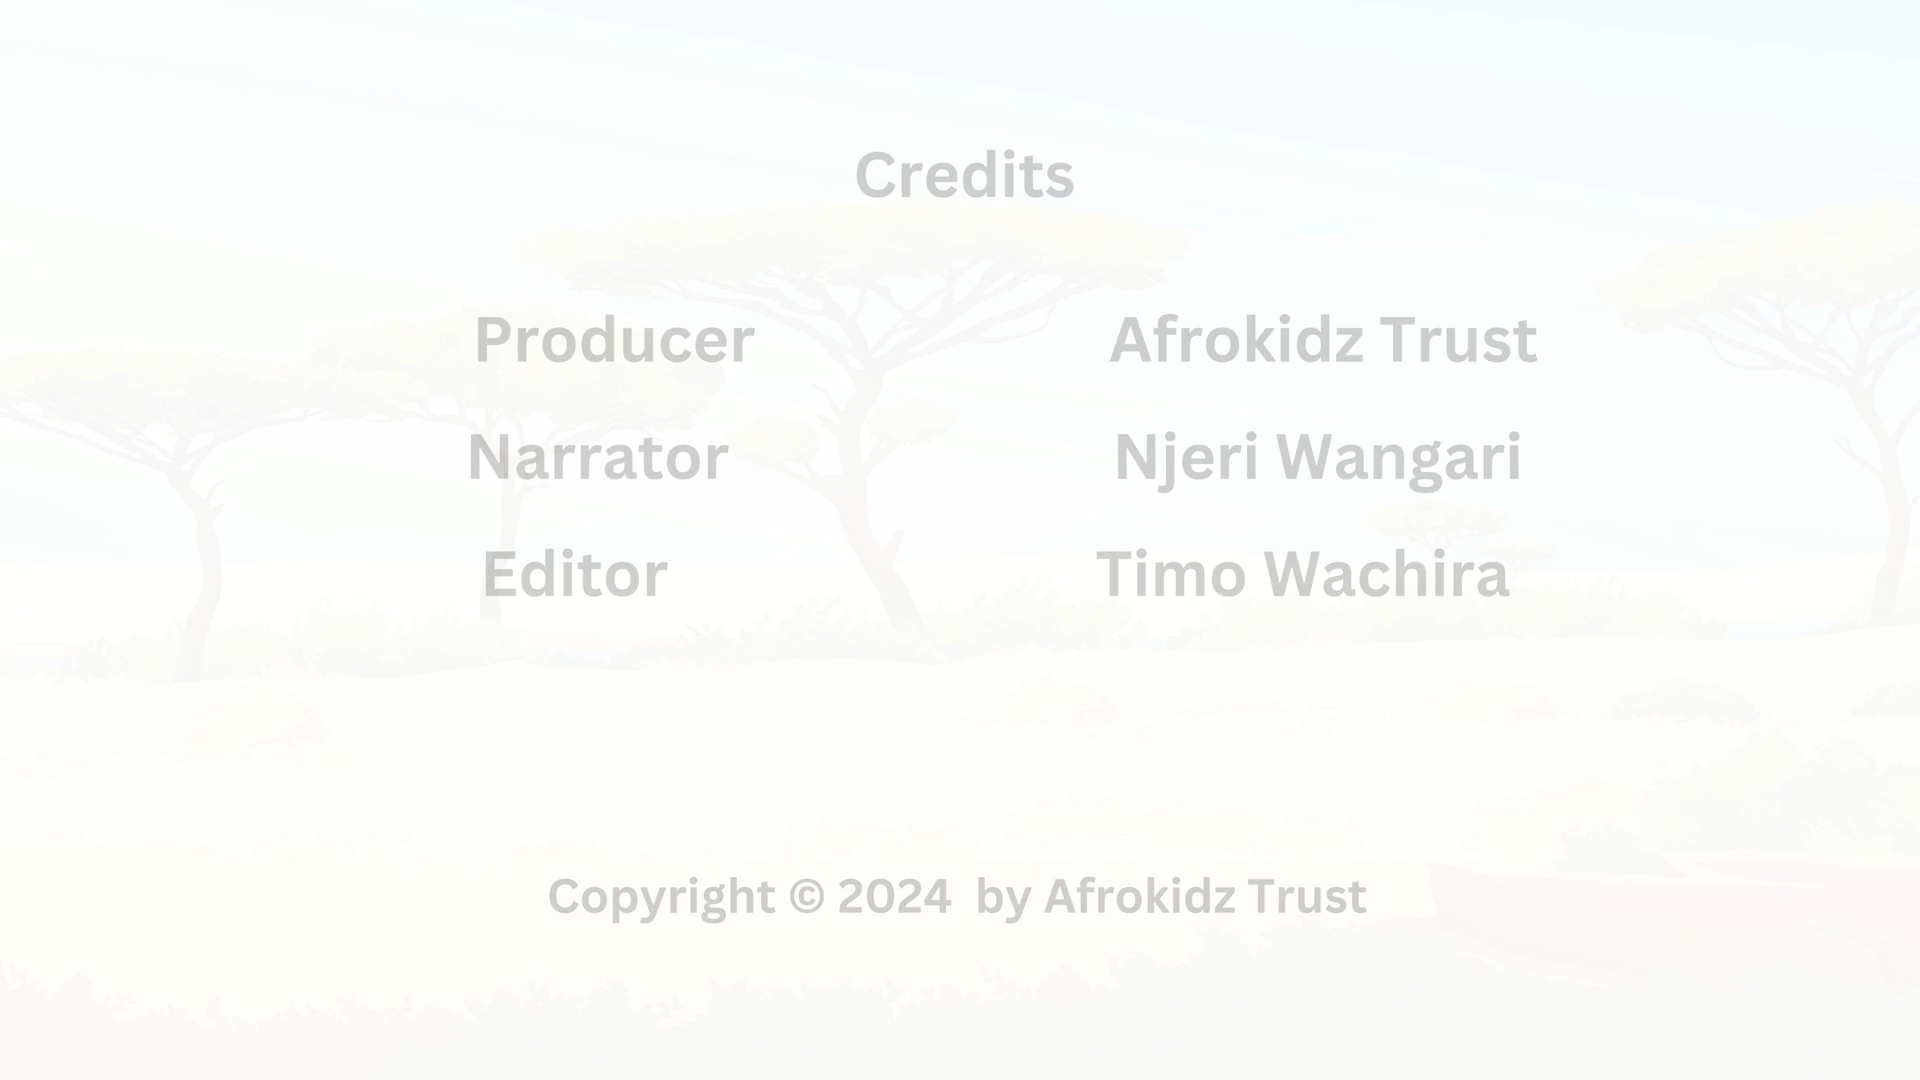 Credits
Producer Afrokidz Trust
Narrator Njeri Wangari
Editor Timo Wachira
Copyright © 2024 by Afrokidz Trust